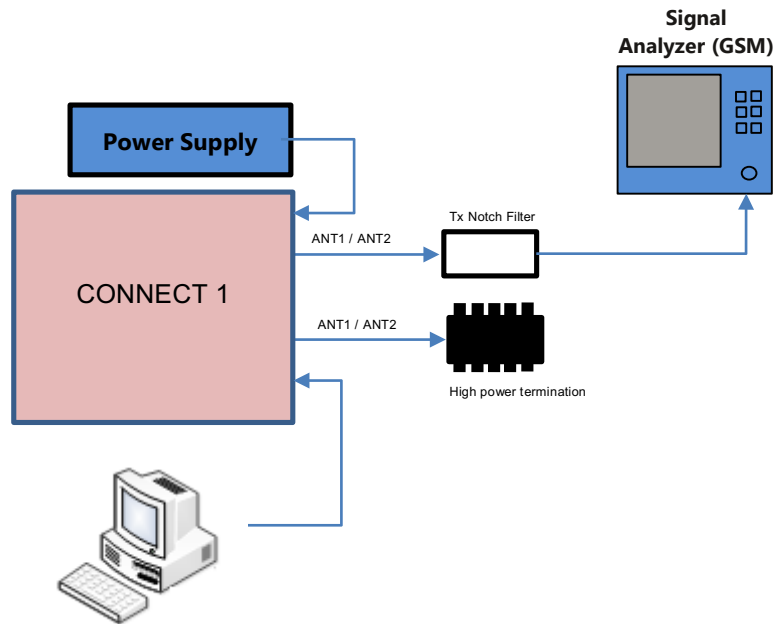 Signal
Analyzer (GSM)
Power Supply
Tx Notch Filter
ANT1 / ANT2
CONNECT 1
ANT1 / ANT2
High power termination